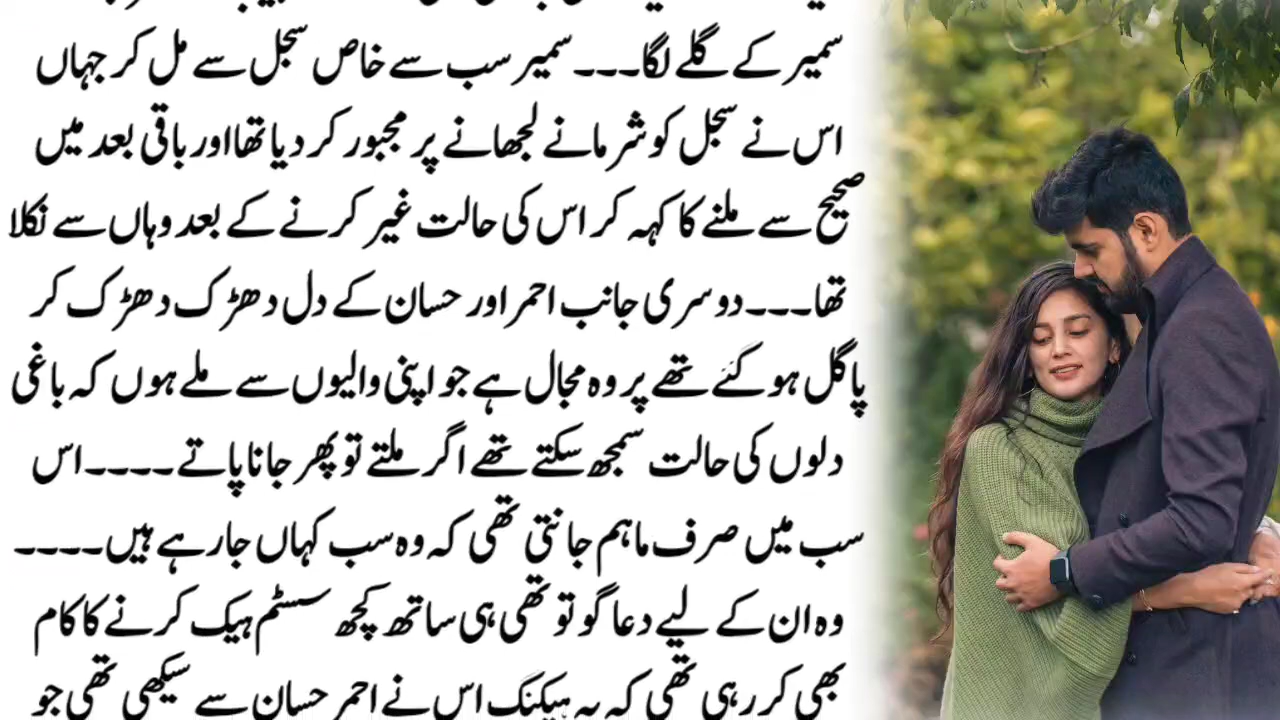 سمیر کے گلے لگا۔۔۔ سمیر سب سے خاص سجل سے مل کر جہاں
اس نے سجل کو شرمانے لجھانے پر مجبور کر دیا تھا اور باقی بعد میں
صحیح سے ملنے کا کہہ کر اس کی حالت غیر کرنے کے بعد وہاں سے نکلا
تھا۔۔۔ دوسری جانب احمر اور حسان کے دل دھڑک دھڑک کر
پاگل ہو گئے تھے پر وہ مجال ہے جو اپنی والیوں سے ملے ہوں کہ باغی
دلوں کی حالت سمجھ سکتے تھے اگر ملتے تو پھر جانا پاتے۔۔۔۔ اس
سب میں صرف ماہم جانتی تھی کہ وہ سب کہاں جا رہے ہیں۔۔۔۔
وہ ان کے لیے دعا گو تو تھی ہی ساتھ کچھ سسٹم ہیک کرنے کا کام
بھی کر رہی تھی کہ یہ ہیکنگ اس نے احمر حسان سے سیکھی تھی جو